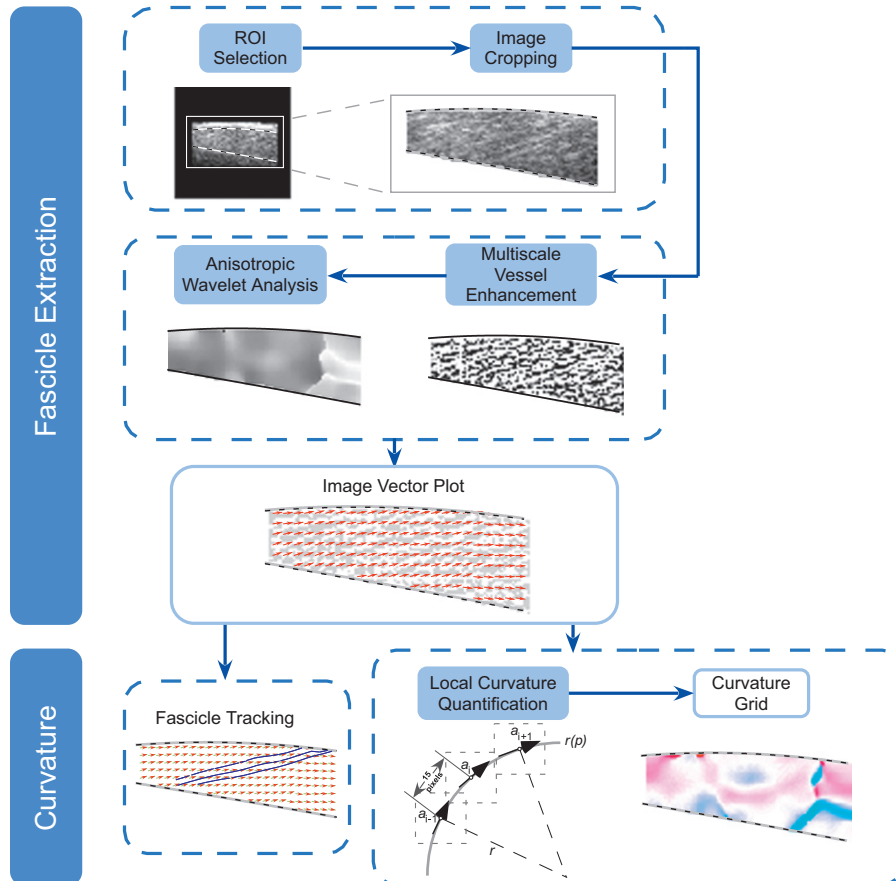 Fascicle Extraction
ROI
Selection
Image
Cropping
Anisotropic
Wavelet Analysis
Multiscale
Vessel
Enhancement
Image Vector Plot
Curvature
Fascicle Tracking
Local Curvature
Quantification
Curvature
Grid
a i+1
r(p)
a i
~15
pixels
a i-1
r